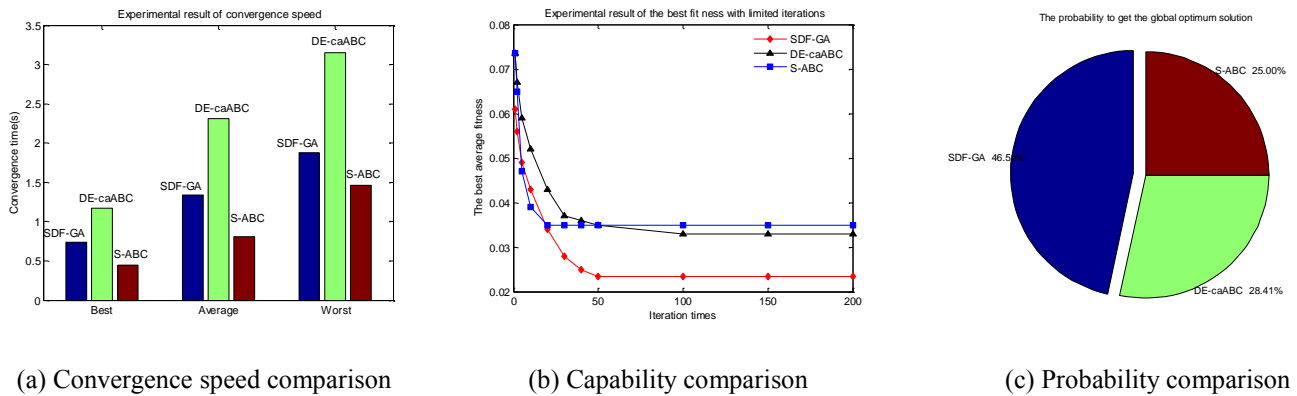 Experimental result of convergence speed
Convergence time(s)
3.5
3
2.5
2
1.5
1
0.5
0
SDF-GA
DE-caABC
S-ABC
SDF-GA
DE-caABC
S-ABC
SDF-GA
DE-caABC
S-ABC
Best
Average
Worst
(a) Convergence speed comparison
Experimental result of the best fit ness with limited iterations
The best average fitness
0.08
0.07
0.06
0.05
0.04
0.03
0.02
SDF-GA
DE-caABC
S-ABC
0
50
100
150
200
Iteration times
(b) Capability comparison
The probability to get the global optimum solution
S-ABC 25.00%
SDF-GA
DE-caABC 28.41%
(c) Probability comparison